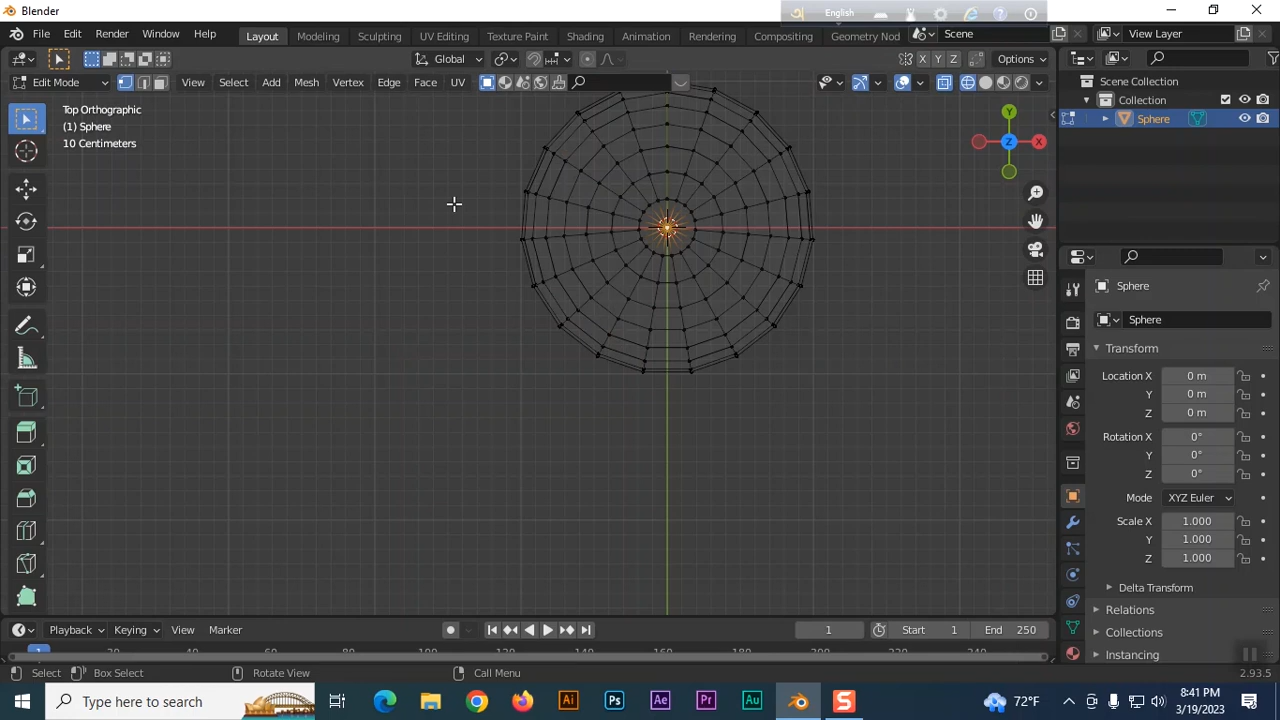 Blender
English
File Edit Render Window Help
Layout Modeling Sculpting UV Editing Texture Paint Shading Animation Rendering Compositing Geometry Nod
Scene
View Layer
Global
X Y Z
Options
Edit Mode
View Select Add Mesh Vertex Edge Face UV
Top Orthographic
(1) Sphere
10 Centimeters
Y
X
Z
Scene Collection
Collection
Sphere
Sphere
Sphere
Transform
Location X 0 m
Y 0 m
Z 0 m
Rotation X 0°
Y 0°
Z 0°
Mode XYZ Euler
Scale X 1.000
Y 1.000
Z 1.000
Delta Transform
Relations
Collections
Instancing
Playback Keying View Marker
1
Start 1
End 250
Select
Box Select
Rotate View
Call Menu
2.93.5
Type here to search
Ai
Ps
Ae
Pr
Au
S
72°F
3/19/2023